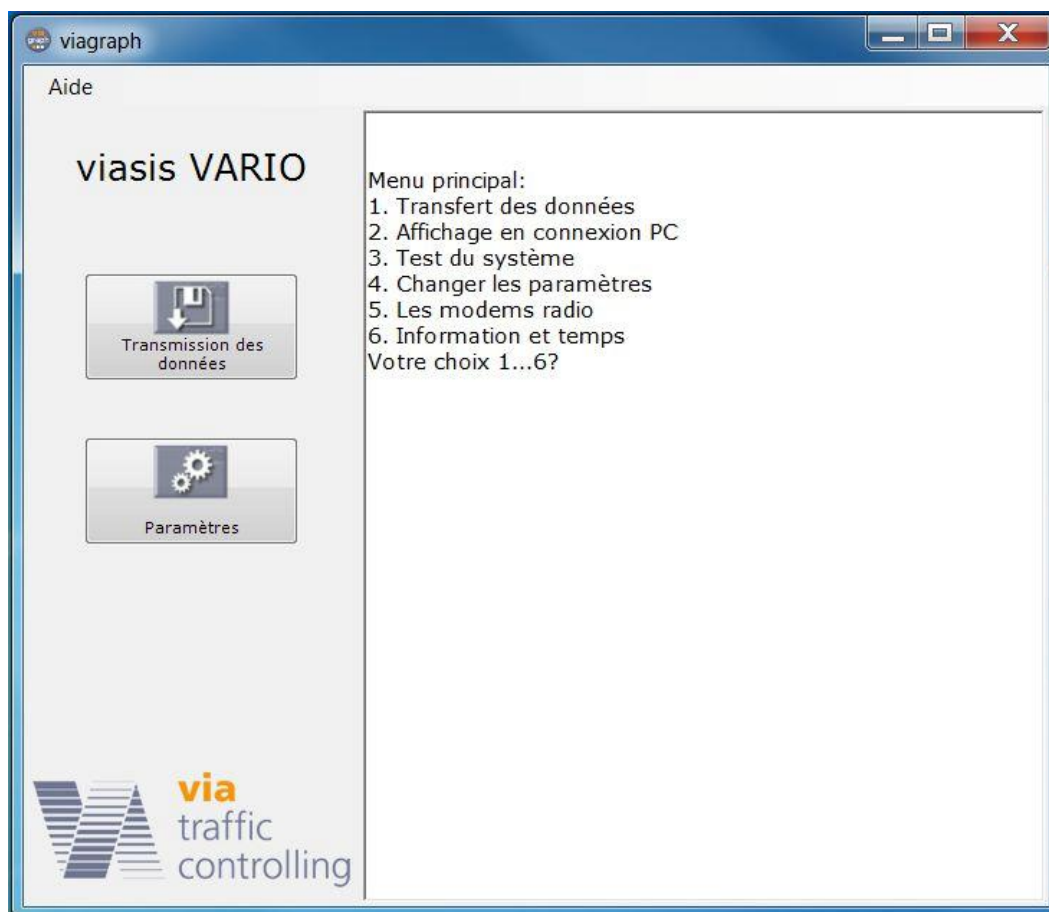 viagraph
Aide
viasis VARIO
Transmission des
données
Paramètres
via
traffic
controlling
Menu principal:
1. Transfert des données
2. Affichage en connexion PC
3. Test du système
4. Changer les paramètres
5. Les modems radio
6. Information et temps
Votre choix 1...6?